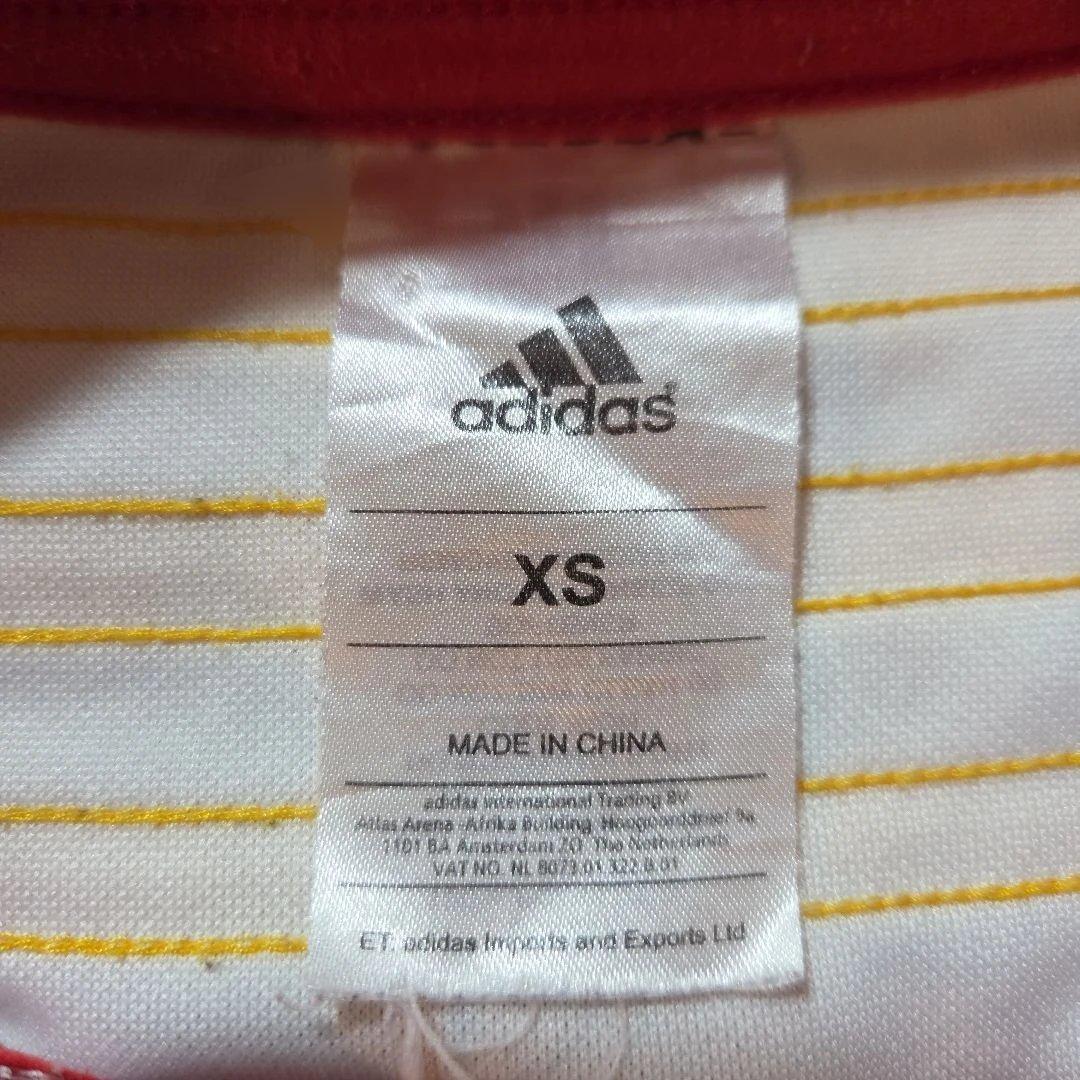 adidas®
XS
MADE IN CHINA
adidas International Trading BV
Atlas Arena -Afrika Building, Hoogoorddreef 9a
1101 BA Amsterdam ZO The Netherlands
VAT NO. NL 8073.01.322.B.01
ET: adidas Imports and Exports Ltd